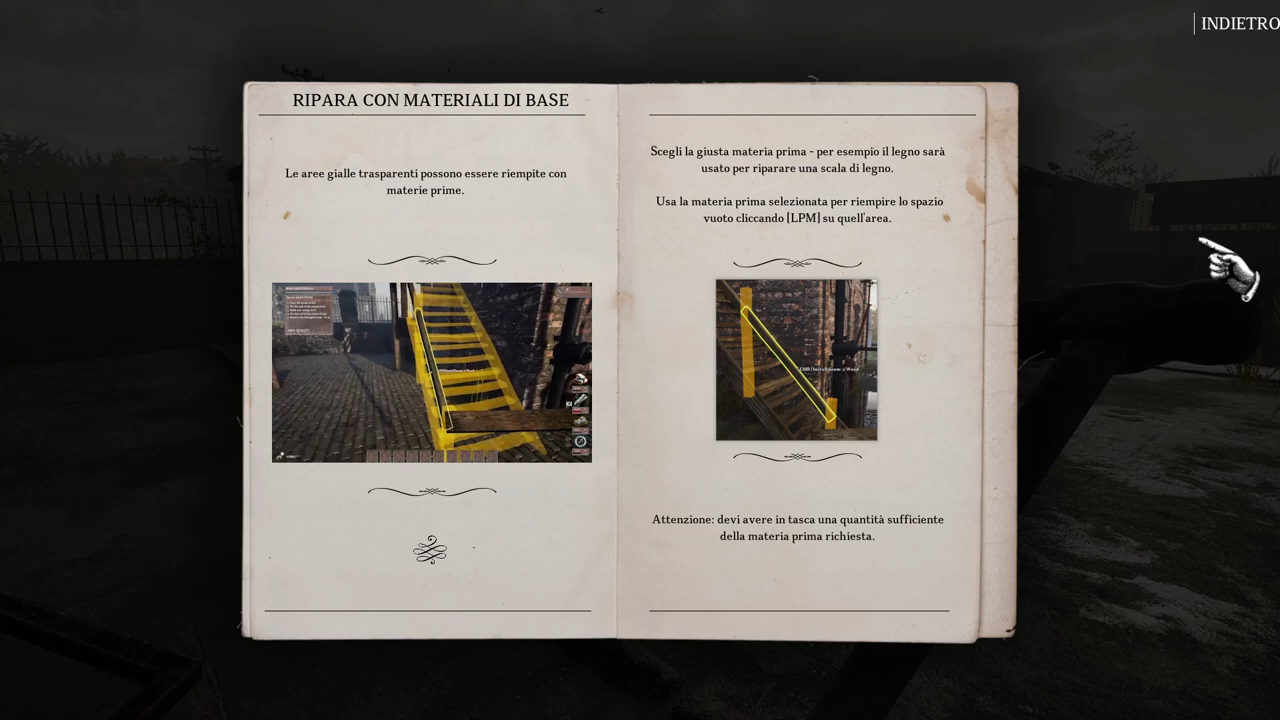 INDIETRO
RIPARA CON MATERIALI DI BASE
Le aree gialle trasparenti possono essere riempite con
materie prime.
Scegli la giusta materia prima - per esempio il legno sarà
usato per riparare una scala di legno.
Usa la materia prima selezionata per riempire lo spazio
vuoto cliccando [LPM] su quell'area.
Attenzione: devi avere in tasca una quantità sufficiente
della materia prima richiesta.